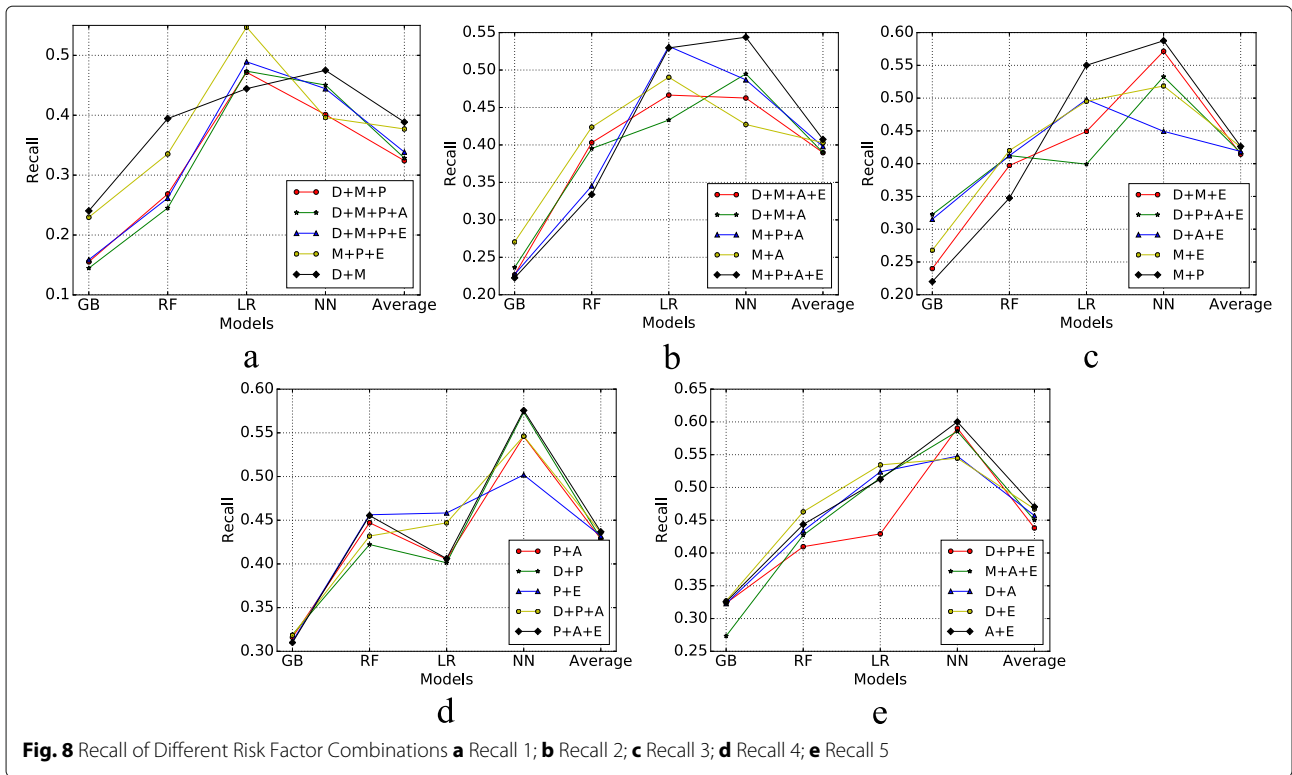 0.5
0.4
0.3
0.2
0.1
Recall
GB RF LR NN Average
Models
D+M+P
D+M+P+A
D+M+P+E
M+P+E
D+M
a
0.55
0.50
0.45
0.40
0.35
0.30
0.25
0.20
Recall
GB RF LR NN Average
Models
D+M+A+E
D+M+A
M+P+A
M+A
M+P+A+E
b
0.60
0.55
0.50
0.45
0.40
0.35
0.30
0.25
0.20
Recall
GB RF LR NN Average
Models
D+M+E
D+P+A+E
D+A+E
M+E
M+P
c
0.60
0.55
0.50
0.45
0.40
0.35
0.30
Recall
GB RF LR NN Average
Models
P+A
D+P
P+E
D+P+A
P+A+E
d
0.65
0.60
0.55
0.50
0.45
0.40
0.35
0.30
0.25
Recall
GB RF LR NN Average
Models
D+P+E
M+A+E
D+A
D+E
A+E
e
Fig. 8 Recall of Different Risk Factor Combinations a Recall 1; b Recall 2; c Recall 3; d Recall 4; e Recall 5